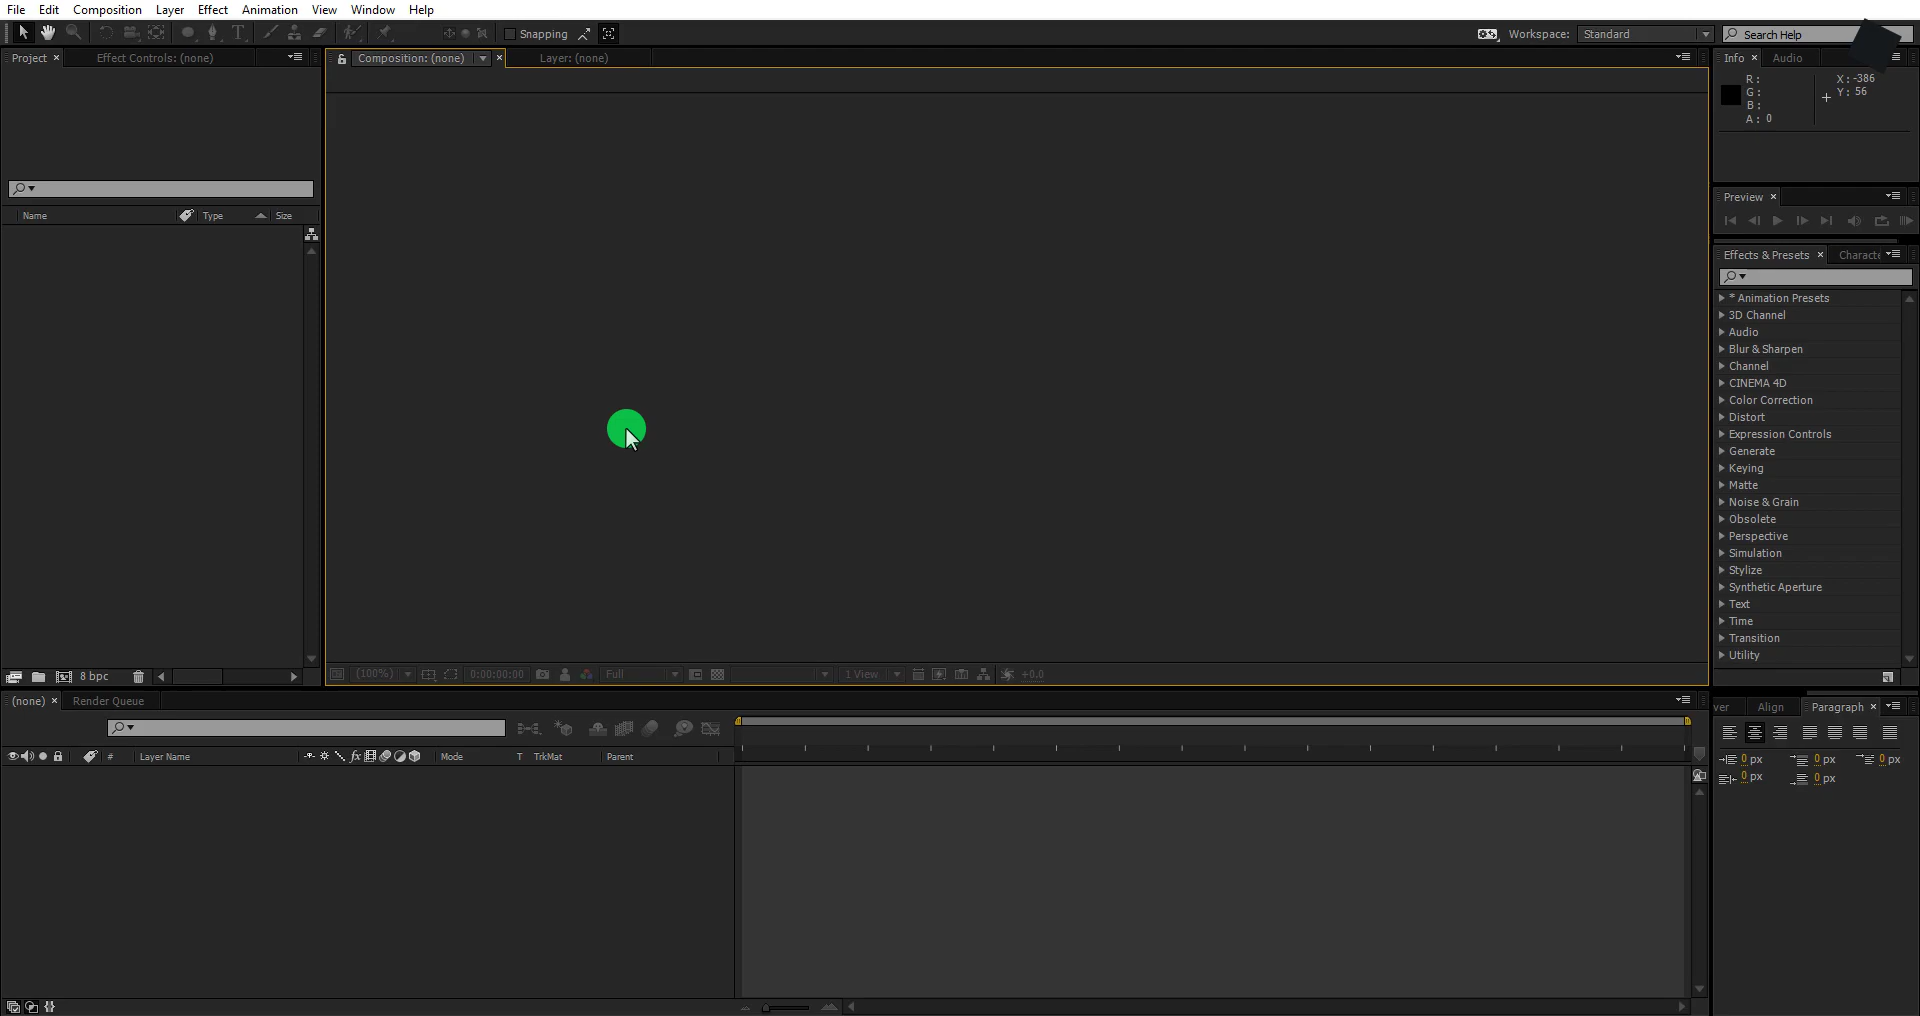 File Edit Composition Layer Effect Animation View Window Help
Snapping Workspace: Standard Search Help
Project Effect Controls: (none) Composition: (none) Layer: (none) Info Audio
R: X: -386
G: Y: 56
B:
A: 0
Preview
Name Type Size
Effects & Presets Characte
* Animation Presets
3D Channel
Audio
Blur & Sharpen
Channel
CINEMA 4D
Color Correction
Distort
Expression Controls
Generate
Keying
Matte
Noise & Grain
Obsolete
Perspective
Simulation
Stylize
Synthetic Aperture
Text
Time
Transition
Utility
8 bpc (100%) 0:00:00:00 Full 1 View +0.0
(none) Render Queue
ver Align Paragraph
# Layer Name fx Mode T TrkMat Parent
0 px 0 px 0 px
0 px 0 px